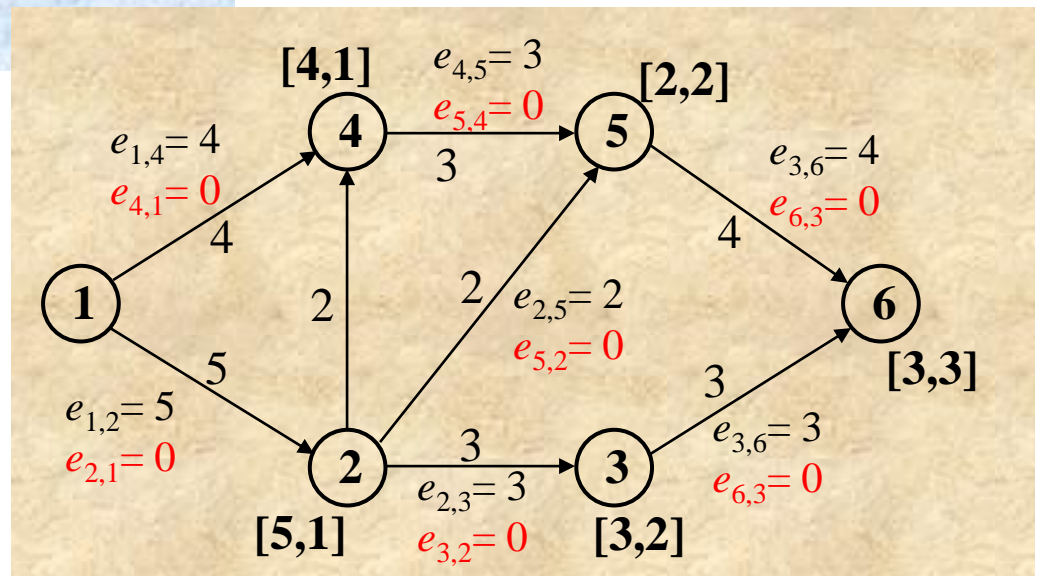 [4,1]
e4,5= 3
e5,4= 0
[2,2]
4
5
3
e1,4= 4
e4,1= 0
4
e3,6= 4
e6,3= 0
4
1
2
2
e2,5= 2
e5,2= 0
6
[3,3]
5
e1,2= 5
e2,1= 0
3
e3,6= 3
e6,3= 0
2
3
3
e2,3= 3
e3,2= 0
[5,1]
[3,2]